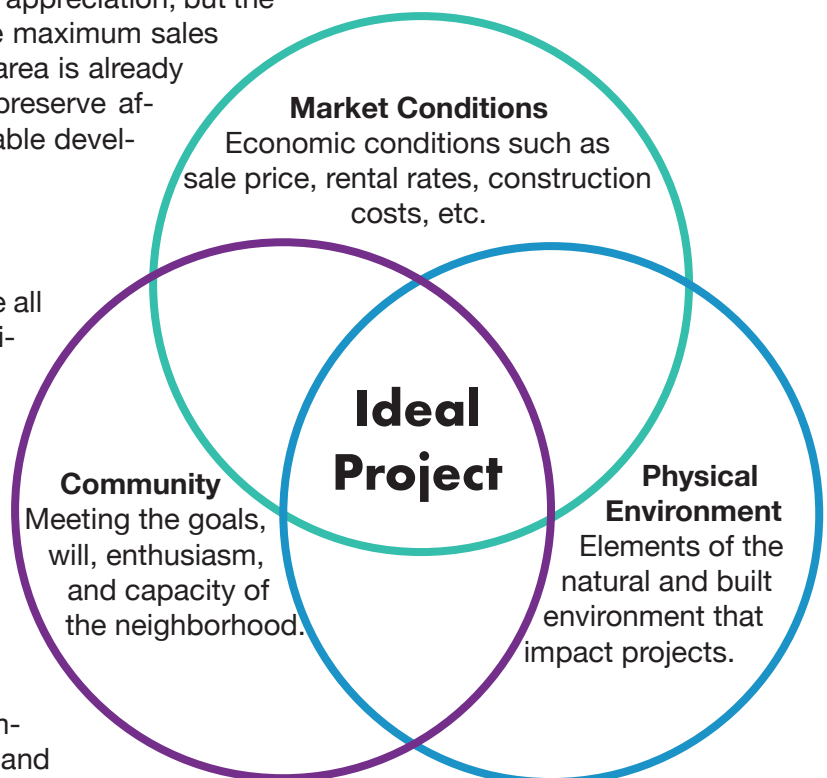 appreciation, but the
maximum sales
area is already
preserve af-
able devel-
all
Market Conditions
Economic conditions such as
sale price, rental rates, construction
costs, etc.
Ideal
Project
Community
Meeting the goals,
will, enthusiasm,
and capacity of
the neighborhood.
Physical
Environment
Elements of the
natural and built
environment that
impact projects.
and